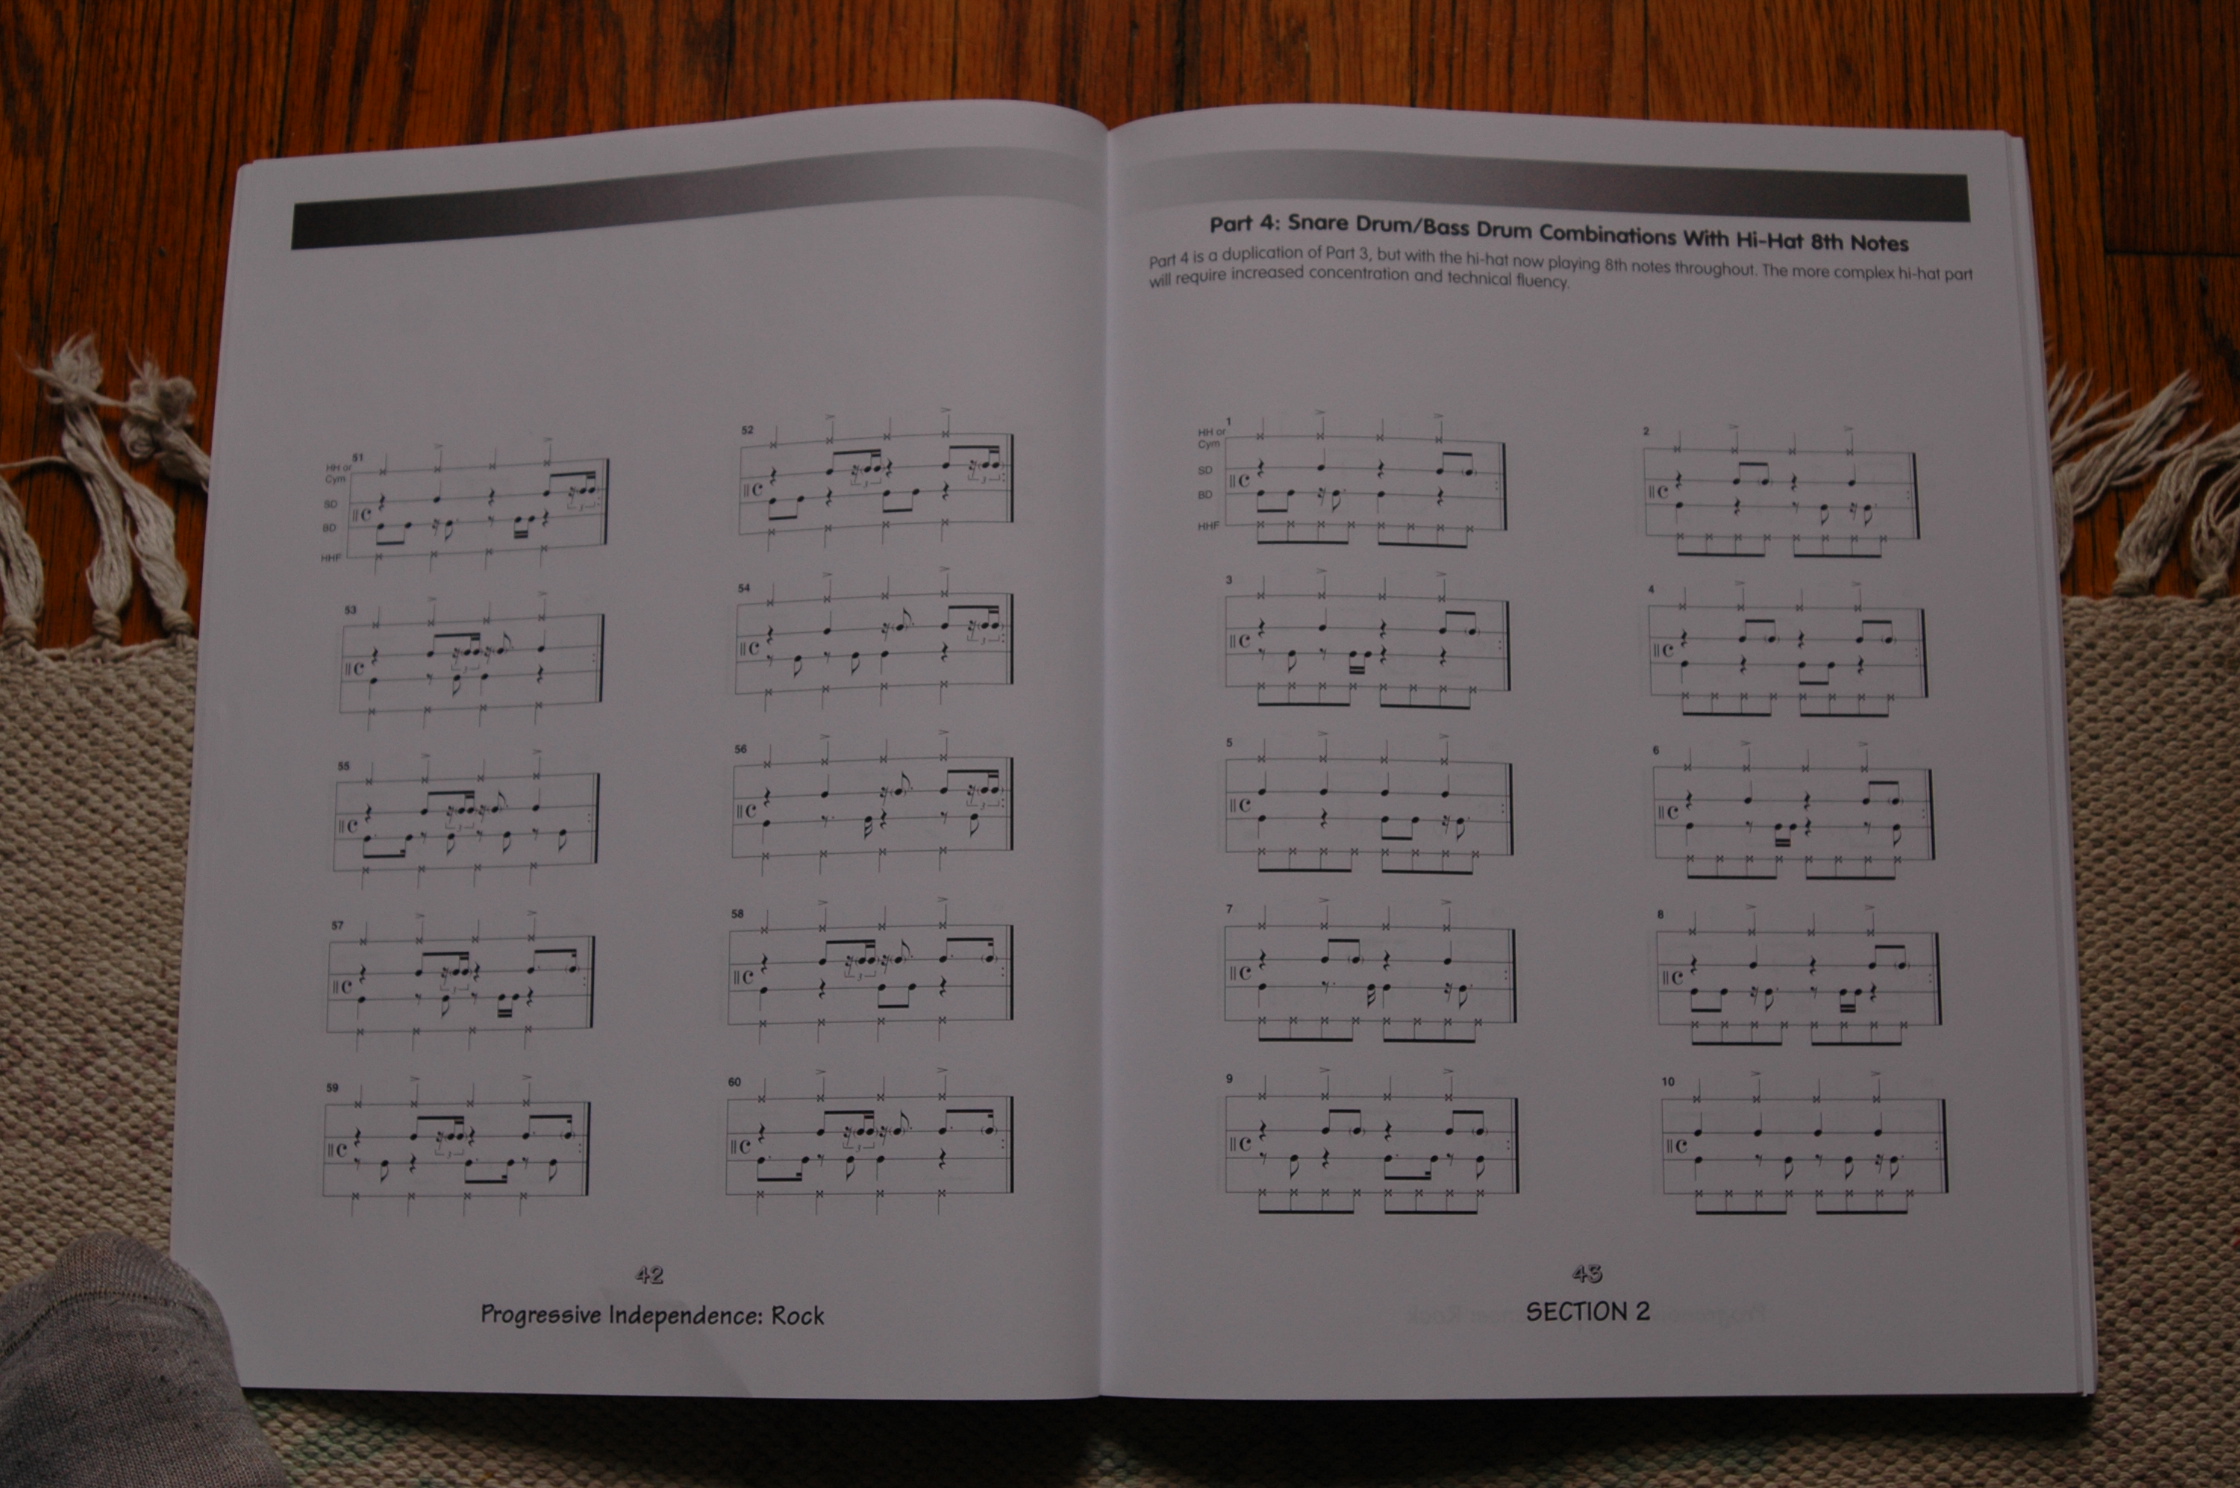 51
52
HH or
Cym
SD
BD
HHF
53
54
55
56
57
58
59
60
42
Progressive Independence: Rock
Part 4: Snare Drum/Bass Drum Combinations With Hi-Hat 8th Notes
Part 4 is a duplication of Part 3, but with the hi-hat now playing 8th notes throughout. The more complex hi-hat part
will require increased concentration and technical fluency.
1
2
HH or
Cym
SD
BD
HHF
3
4
5
6
7
8
9
10
43
SECTION 2